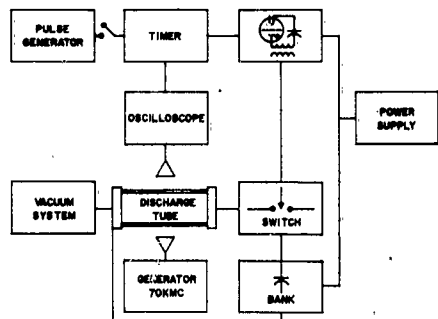 PULSE
GENERATOR
TIMER
OSCILLOSCOPE
POWER
SUPPLY
VACUUM
SYSTEM
DISCHARGE
TUBE
SWITCH
GENERATOR
70KMC
BANK